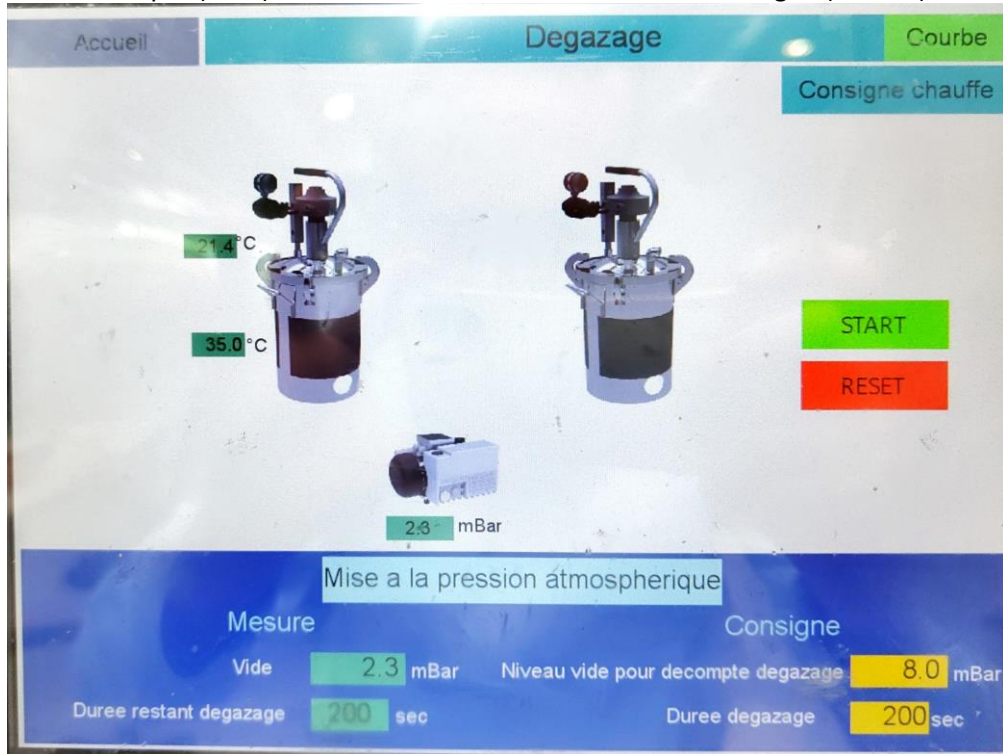 Accueil
Degazage
Courbe
Consigne chauffe
21.4 °C
35.0 °C
START
RESET
2.3 mBar
Mise a la pression atmospherique
Mesure
Consigne
Vide 2.3 mBar
Niveau vide pour decompte degazage 8.0 mBar
Duree restant degazage 200 sec
Duree degazage 200 sec